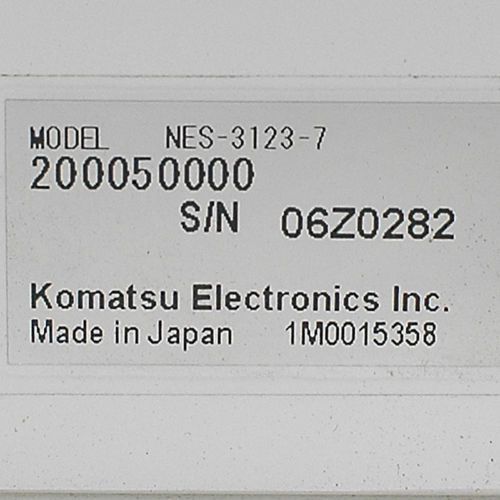 MODEL NES-3123-7
200050000
S/N 06Z0282
Komatsu Electronics Inc.
Made in Japan 1M0015358